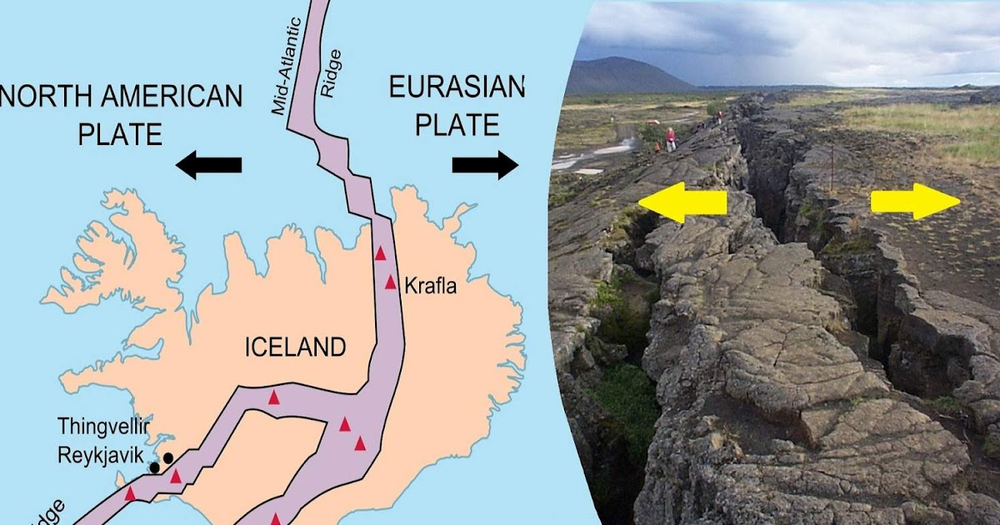 Mid-Atlantic
Ridge
NORTH AMERICAN
PLATE
EURASIAN
PLATE
Krafla
ICELAND
Thingvellir
Reykjavik